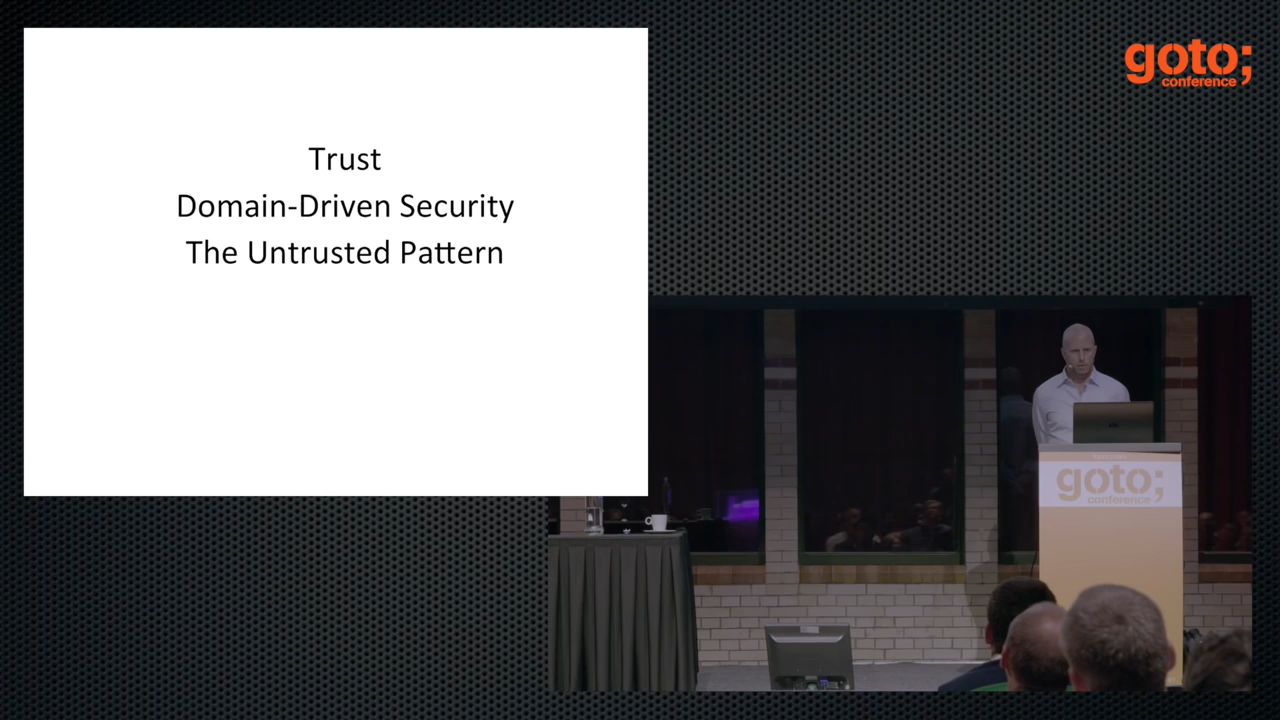 Trust
Domain-Driven Security
The Untrusted Pattern
goto;
conference
goto;
conference